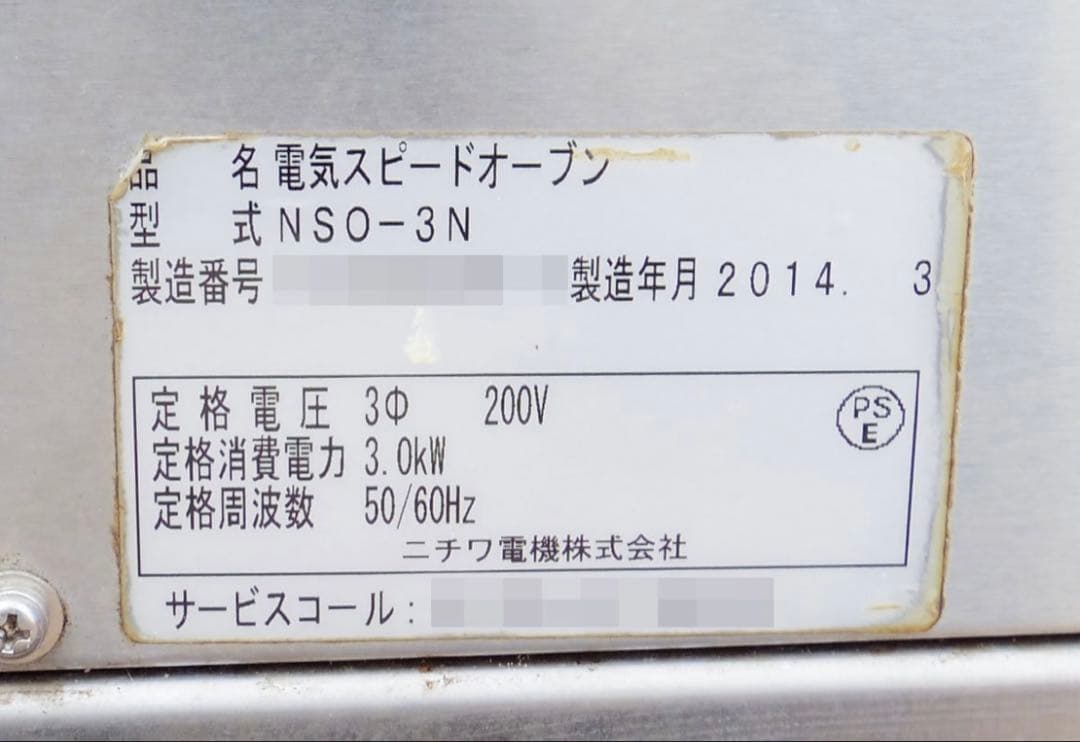 品 名 電気スピードオーブン
型 式 NSO-3N
製造番号 製造年月 2014. 3
定格電圧 3Φ 200V
PSE
定格消費電力 3.0kW
定格周波数 50/60Hz
ニチワ電機株式会社
サービスコール: